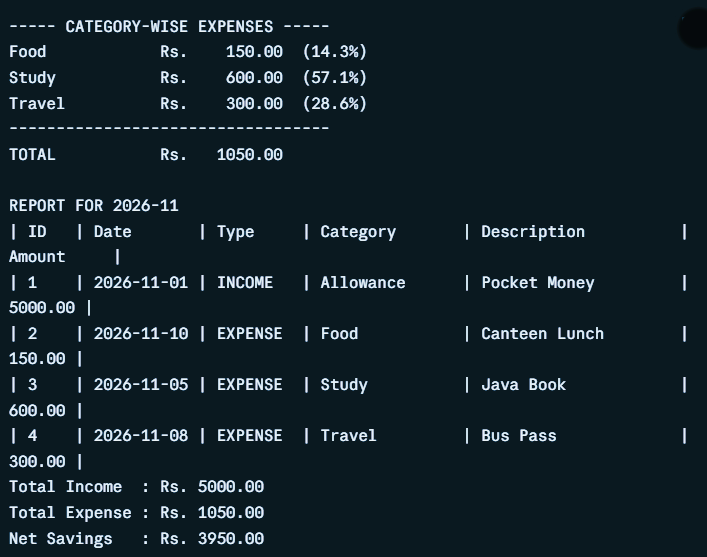 ----- CATEGORY-WISE EXPENSES -----
Food            Rs.    150.00  (14.3%)
Study           Rs.    600.00  (57.1%)
Travel          Rs.    300.00  (28.6%)
----------------------------------
TOTAL           Rs.   1050.00

REPORT FOR 2026-11
| ID   | Date       | Type     | Category       | Description          |
Amount     |
| 1    | 2026-11-01 | INCOME   | Allowance      | Pocket Money         |
5000.00 |
| 2    | 2026-11-10 | EXPENSE  | Food           | Canteen Lunch        |
150.00 |
| 3    | 2026-11-05 | EXPENSE  | Study          | Java Book            |
600.00 |
| 4    | 2026-11-08 | EXPENSE  | Travel         | Bus Pass             |
300.00 |
Total Income  : Rs. 5000.00
Total Expense : Rs. 1050.00
Net Savings   : Rs. 3950.00